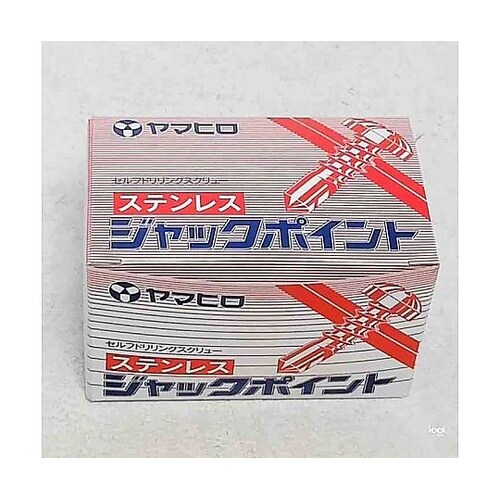 ヤマヒロ
セルフドリリングスクリュー
ステンレス
ジャックポイント
ヤマヒロ
セルフドリリングスクリュー
ステンレス
ジャックポイント
logi